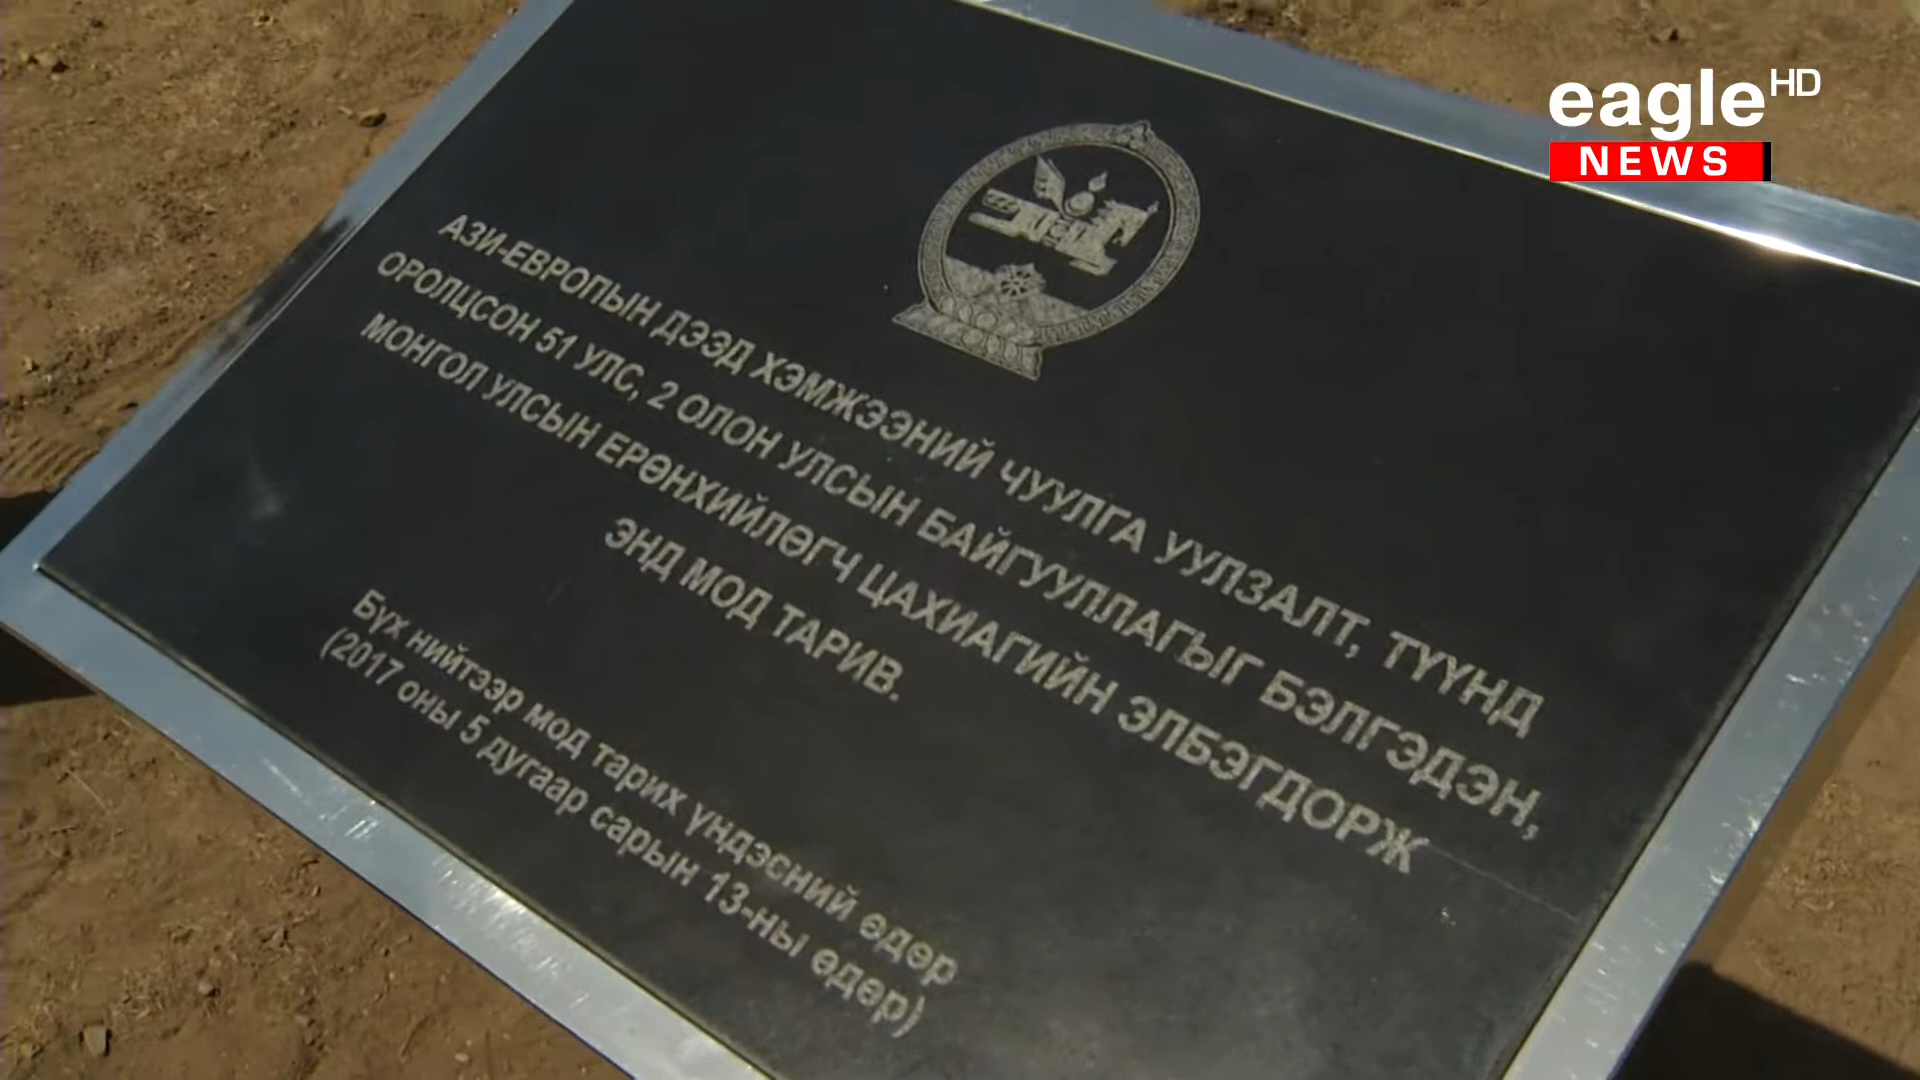 eagle HD
NEWS
АЗИ-ЕВРОПЫН ДЭЭД ХЭМЖЭЭНИЙ ЧУУЛГА УУЛЗАЛТ, ТҮҮНД
ОРОЛЦСОН 51 УЛС, 2 ОЛОН УЛСЫН БАЙГУУЛЛАГЫГ БЭЛГЭДЭН,
МОНГОЛ УЛСЫН ЕРӨНХИЙЛӨГЧ ЦАХИАГИЙН ЭЛБЭГДОРЖ
ЭНД МОД ТАРИВ.
Бүх нийтээр мод тарих үндэсний өдөр
(2017 оны 5 дугаар сарын 13-ны өдөр)